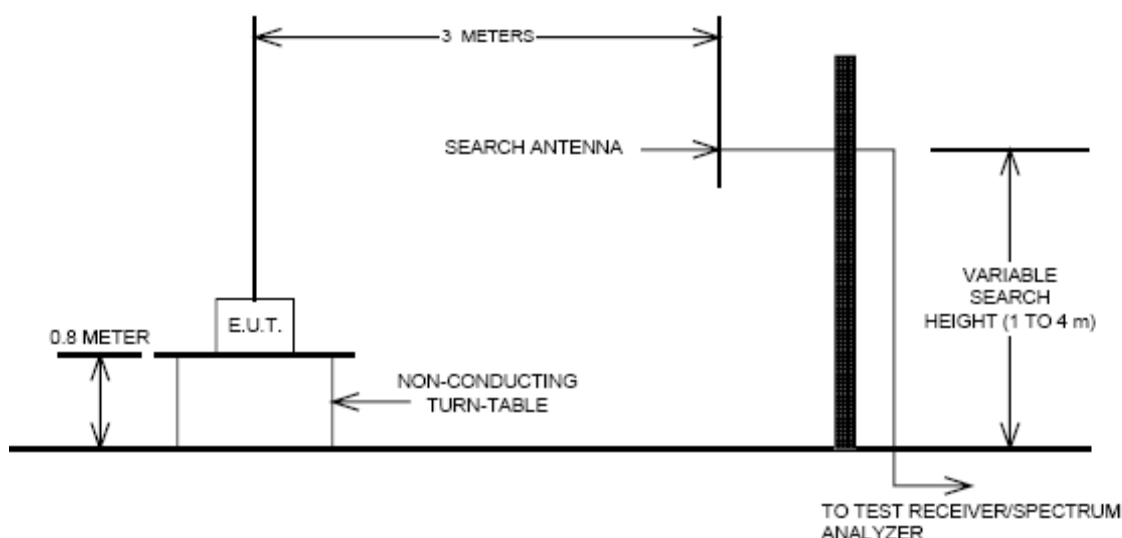 3 METERS
SEARCH ANTENNA
VARIABLE
SEARCH
HEIGHT (1 TO 4 m)
E.U.T.
0.8 METER
NON-CONDUCTING
TURN-TABLE
TO TEST RECEIVER/SPECTRUM
ANALYZER